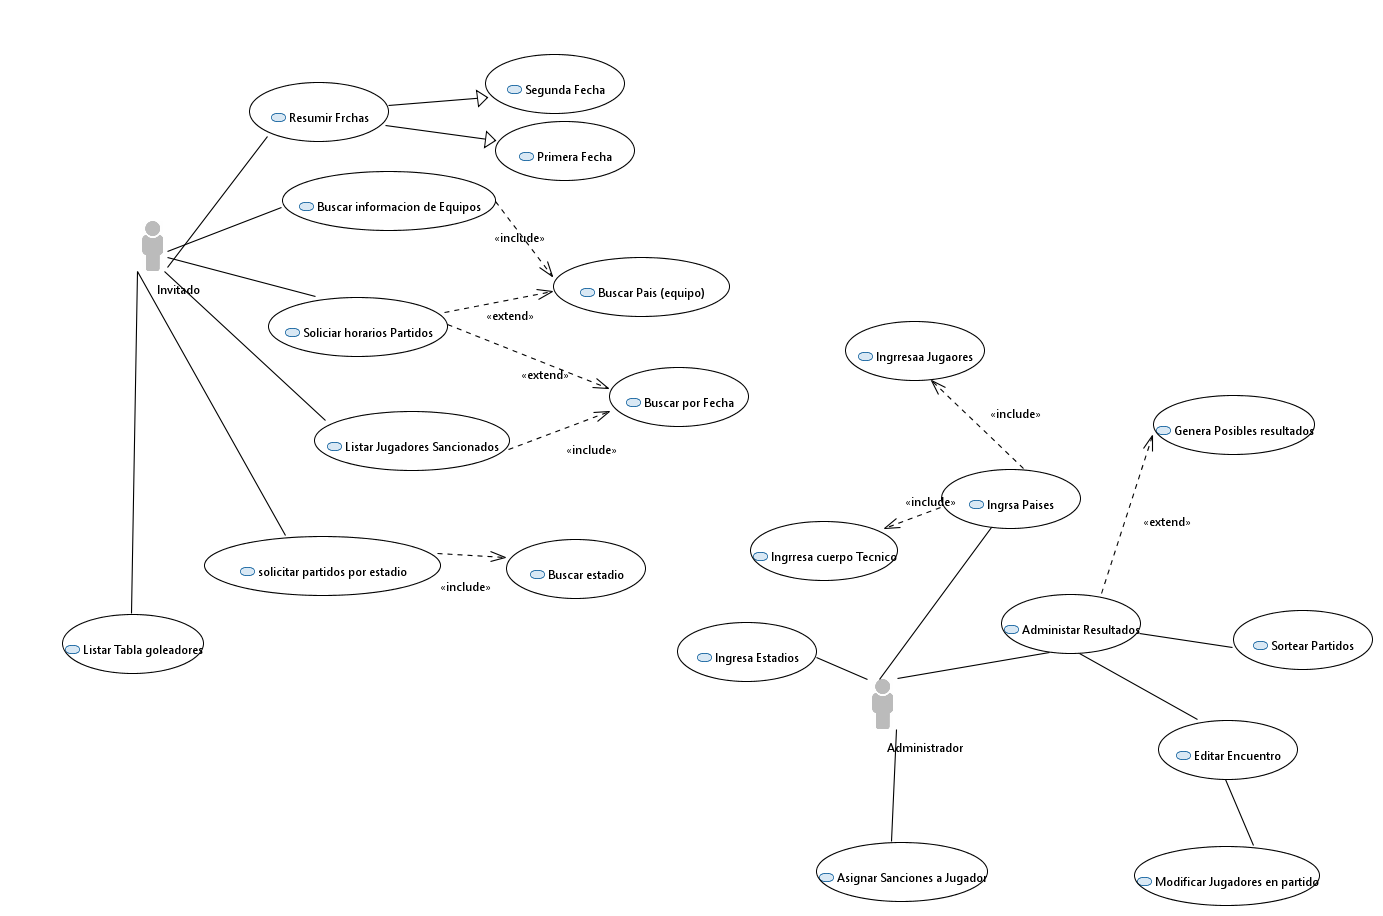 Segunda Fecha
Resumir Frchas
Primera Fecha
Buscar informacion de Equipos
«include»
Invitado
Buscar Pais (equipo)
«extend»
Soliciar horarios Partidos
Ingrresaa Jugaores
«extend»
Buscar por Fecha
«include»
Genera Posibles resultados
Listar Jugadores Sancionados
«include»
«include»
Ingrsa Paises
«extend»
Ingrresa cuerpo Tecnico
solicitar partidos por estadio
Buscar estadio
«include»
Administar Resultados
Listar Tabla goleadores
Ingresa Estadios
Sortear Partidos
Administrador
Editar Encuentro
Asignar Sanciones a Jugador
Modificar Jugadores en partido